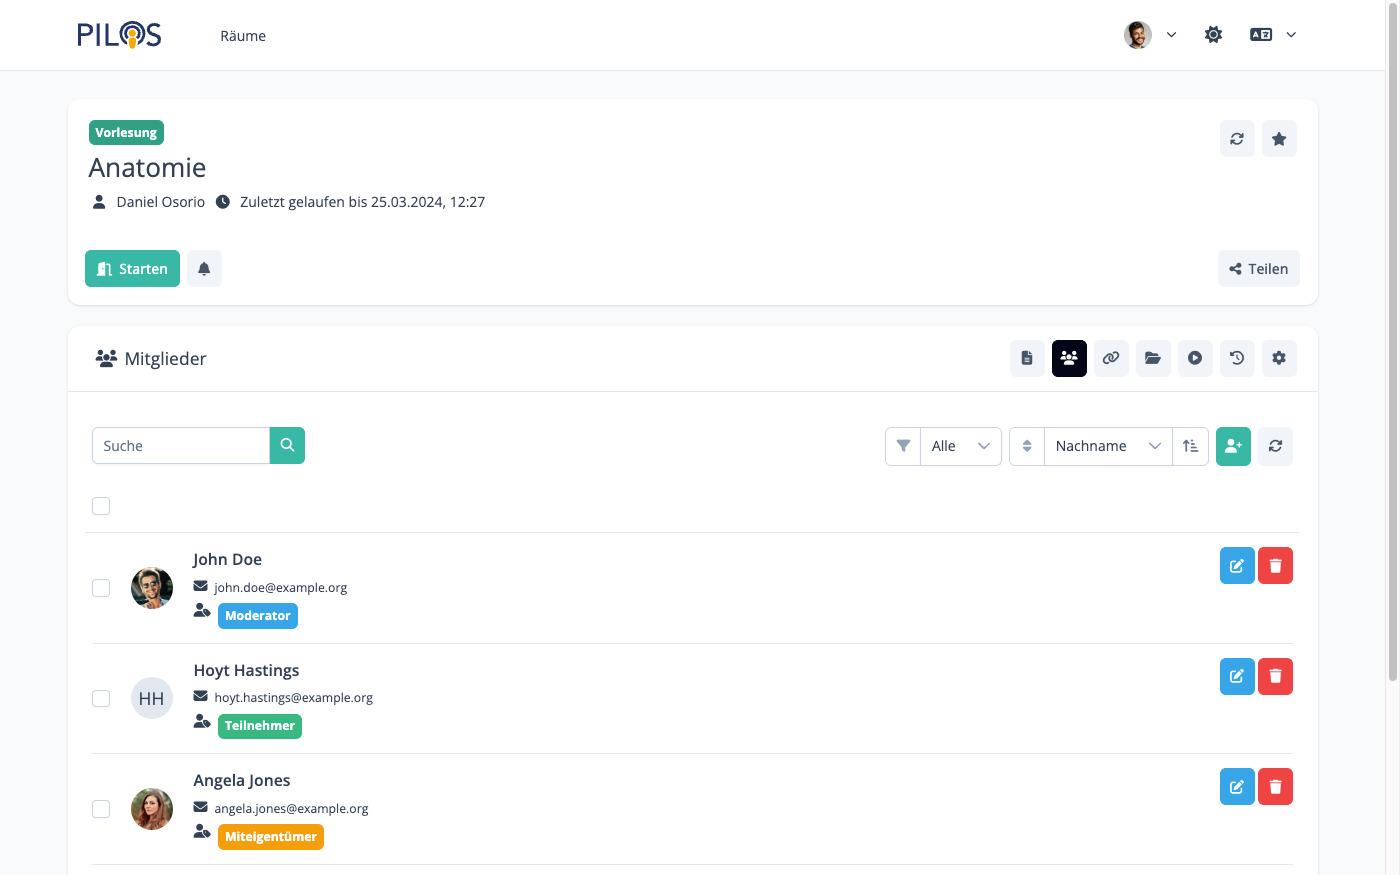 PILOS
Räume
Vorlesung
Anatomie
Daniel Osorio Zuletzt gelaufen bis 25.03.2024, 12:27
Starten
Teilen
Mitglieder
Suche
Alle
Nachname
John Doe
john.doe@example.org
Moderator
HH
Hoyt Hastings
hoyt.hastings@example.org
Teilnehmer
Angela Jones
angela.jones@example.org
Miteigentümer